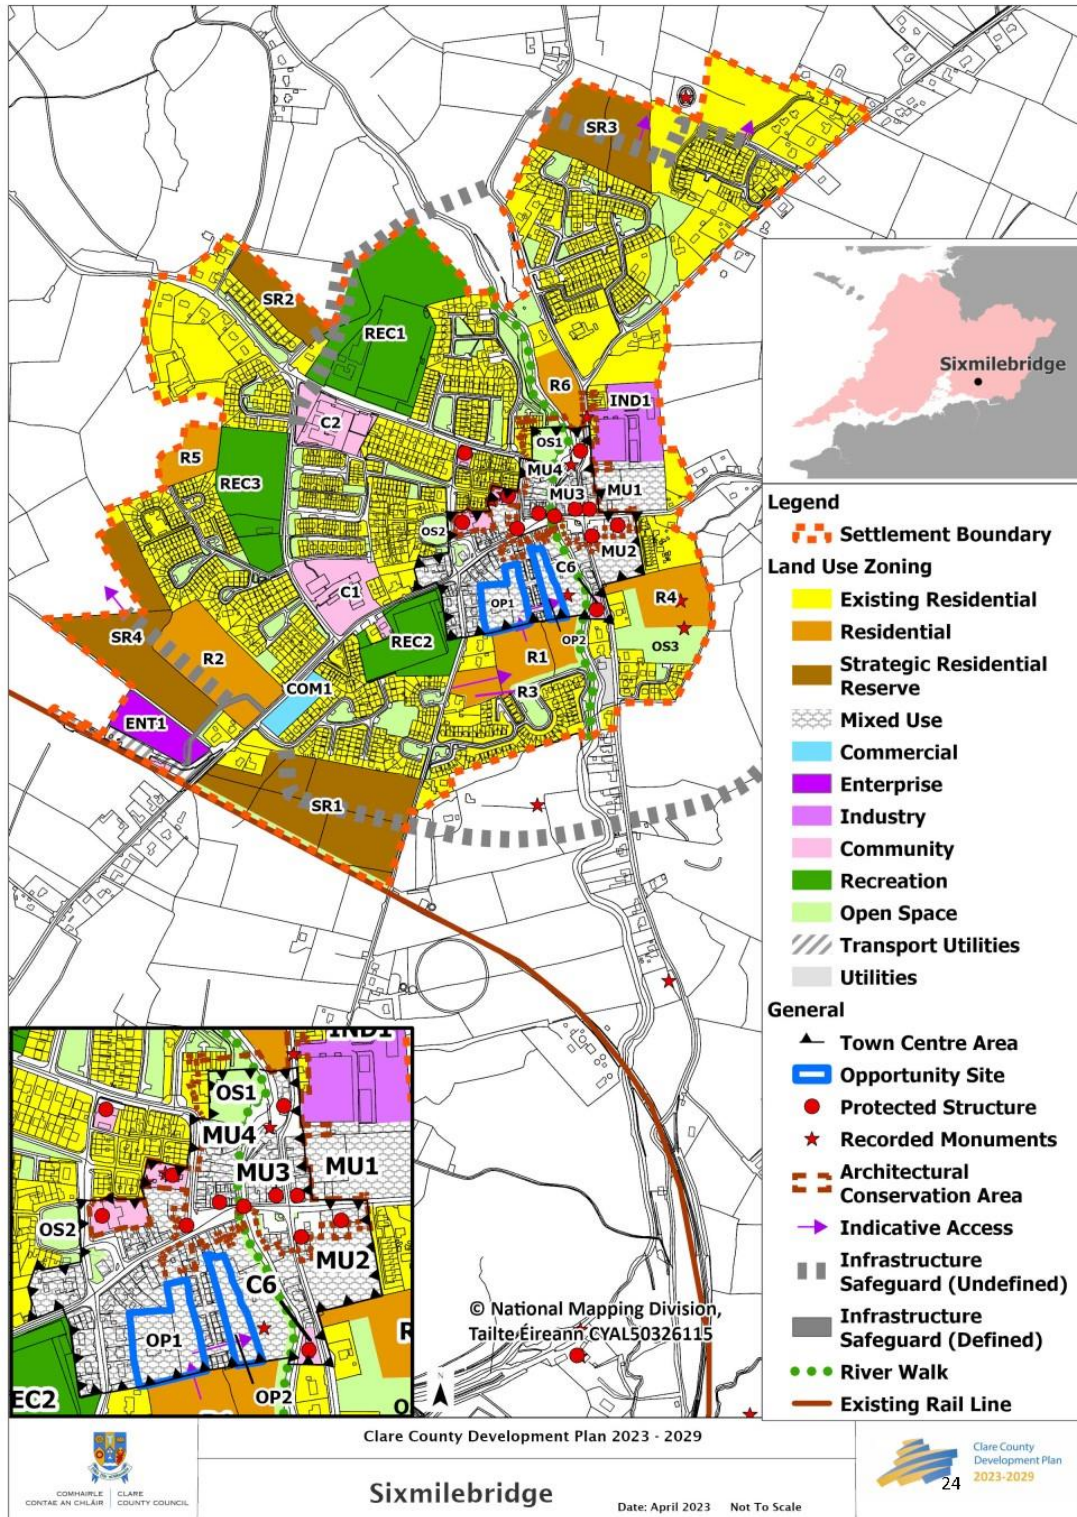 SR3
SR2
REC1
R6
IND1
C2
OS1
R5
MU4
REC3
MU3
MU1
OS2
MU2
C6
C1
OP1
R4
REC2
OP2
OS3
SR4
R2
R1
COM1
R3
ENT1
SR1
Sixmilebridge
Legend
Settlement Boundary
Land Use Zoning
Existing Residential
Residential
Strategic Residential
Reserve
Mixed Use
Commercial
Enterprise
Industry
Community
Recreation
Open Space
Transport Utilities
Utilities
General
Town Centre Area
Opportunity Site
Protected Structure
Recorded Monuments
Architectural
Conservation Area
Indicative Access
Infrastructure
Safeguard (Undefined)
Infrastructure
Safeguard (Defined)
River Walk
Existing Rail Line
IND1
OS1
MU4
MU3
MU1
OS2
MU2
C6
OP1
OP2
EC2
© National Mapping Division,
Tailte Éireann CYAL50326115
N
Clare County Development Plan 2023 - 2029
Sixmilebridge
Date: April 2023 Not To Scale
COMHAIRLE
CONTAE AN CHLÁIR
CLARE
COUNTY COUNCIL
Clare County
Development Plan
2023-2029
24